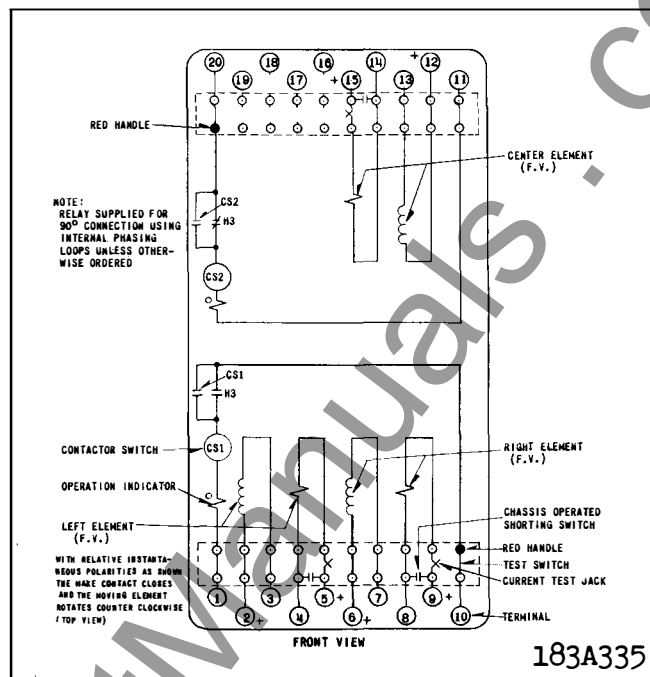 20
18
16
+
14
+
12
19
17
+
15
13
11
RED HANDLE
CENTER ELEMENT
(F.V.)
NOTE:
RELAY SUPPLIED FOR
90° CONNECTION USING
INTERNAL PHASING
LOOPS UNLESS OTHER-
WISE ORDERED
CS2
H3
CS2
CS1
H3
CONTACTOR SWITCH
CS1
RIGHT ELEMENT
(F.V.)
OPERATION INDICATOR
CHASSIS OPERATED
SHORTING SWITCH
LEFT ELEMENT
(F.V.)
RED HANDLE
TEST SWITCH
CURRENT TEST JACK
WITH RELATIVE INSTANTA-
NEOUS POLARITIES AS SHOWN
THE MAKE CONTACT CLOSES
AND THE MOVING ELEMENT
ROTATES COUNTER CLOCKWISE
(TOP VIEW)
1
3
5
+
7
9
+
2
+
4
6
+
8
10
TERMINAL
FRONT VIEW
183A335